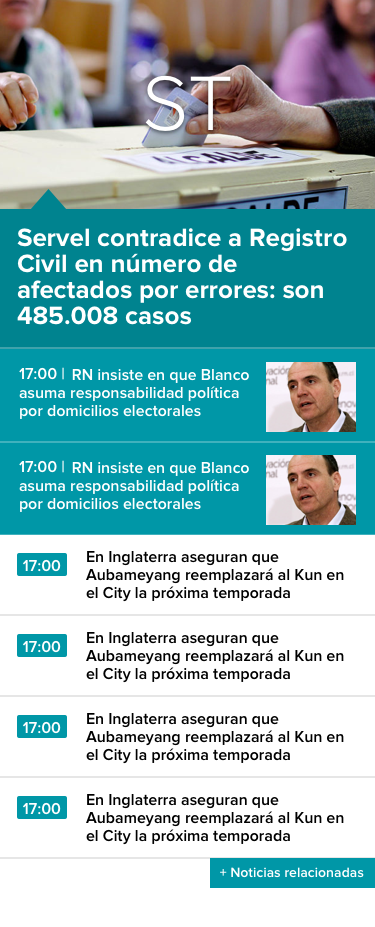 ST
ALCALDE
ALCALDE
Servel contradice a Registro
Civil en número de
afectados por errores: son
485.008 casos
17:00 | RN insiste en que Blanco
asuma responsabilidad política
por domicilios electorales
17:00 | RN insiste en que Blanco
asuma responsabilidad política
por domicilios electorales
17:00 En Inglaterra aseguran que
Aubameyang reemplazará al Kun en
el City la próxima temporada
17:00 En Inglaterra aseguran que
Aubameyang reemplazará al Kun en
el City la próxima temporada
17:00 En Inglaterra aseguran que
Aubameyang reemplazará al Kun en
el City la próxima temporada
17:00 En Inglaterra aseguran que
Aubameyang reemplazará al Kun en
el City la próxima temporada
+ Noticias relacionadas